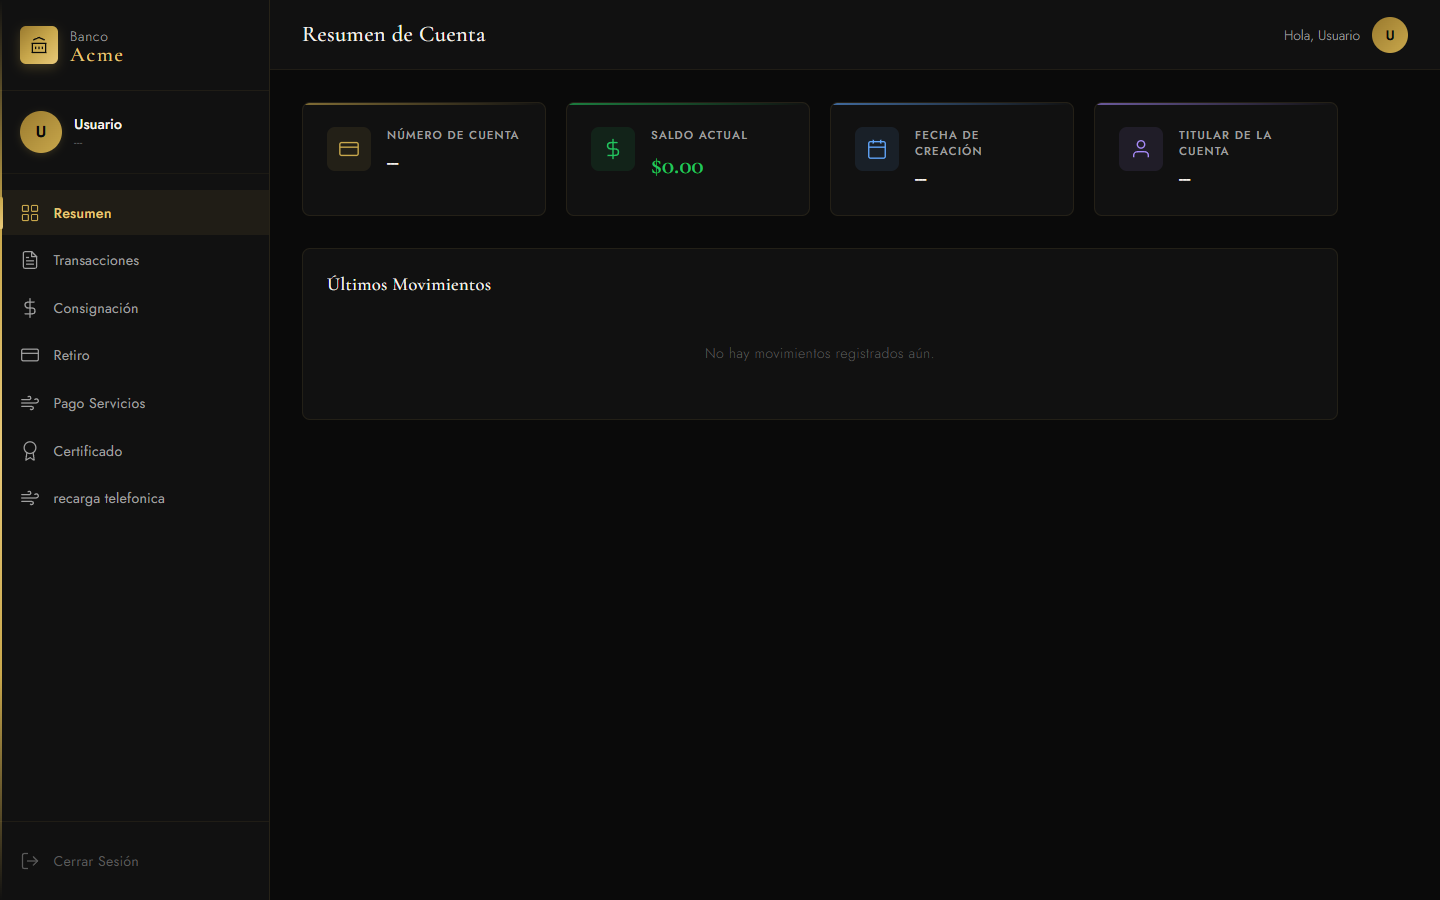 Banco
Acme
U
Usuario
...
Resumen
Transacciones
Consignación
Retiro
Pago Servicios
Certificado
recarga telefonica
Cerrar Sesión
Resumen de Cuenta
Hola, Usuario
U
NÚMERO DE CUENTA
—
SALDO ACTUAL
$0.00
FECHA DE
CREACIÓN
—
TITULAR DE LA
CUENTA
—
Últimos Movimientos
No hay movimientos registrados aún.